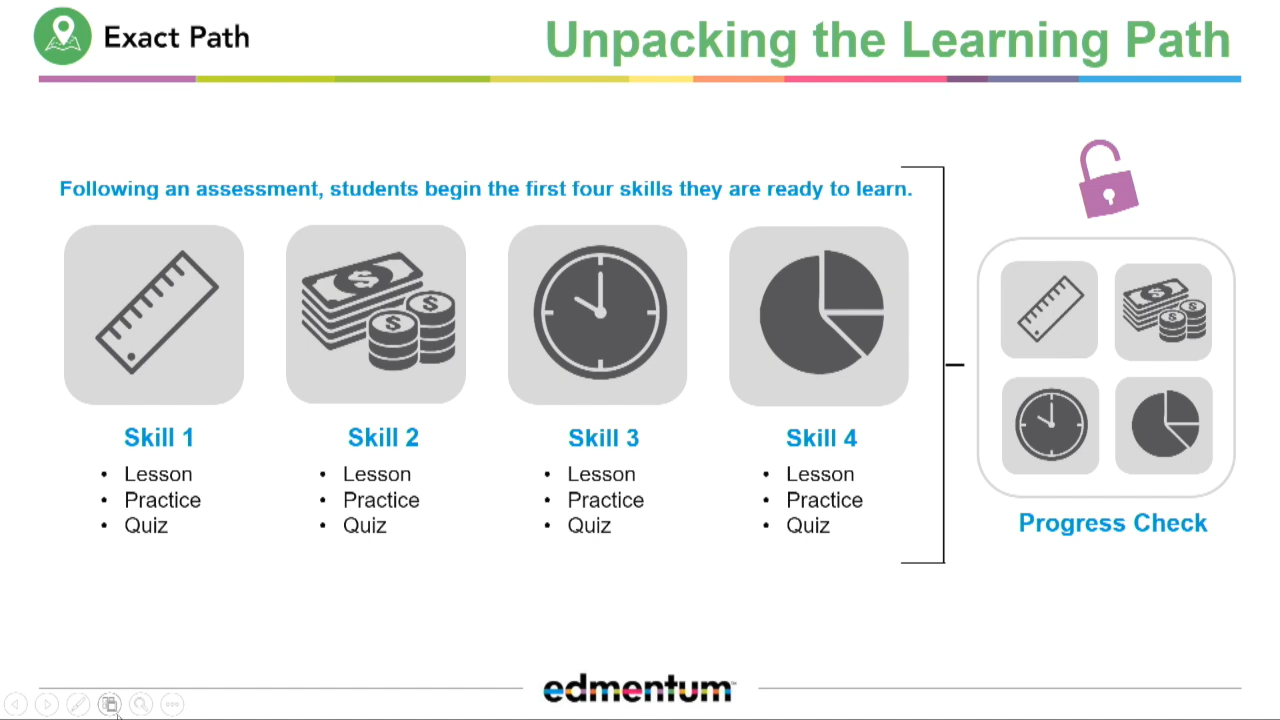 Exact Path
Unpacking the Learning Path
Following an assessment, students begin the first four skills they are ready to learn.
Skill 1
• Lesson
• Practice
• Quiz
Skill 2
• Lesson
• Practice
• Quiz
Skill 3
• Lesson
• Practice
• Quiz
Skill 4
• Lesson
• Practice
• Quiz
Progress Check
edmentum™